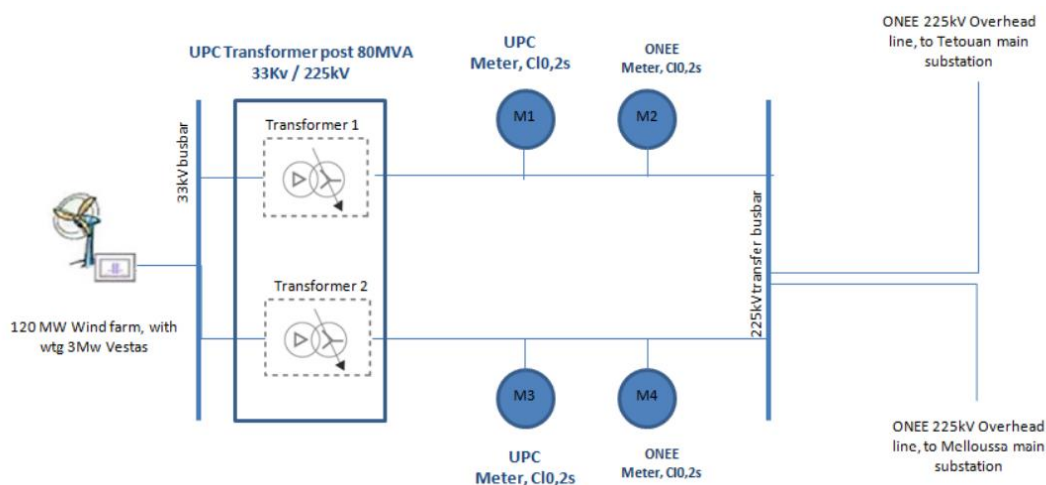 ONEE 225kV Overhead
line, to Tetouan main
substation
UPC Transformer post 80MVA
33Kv / 225kV
UPC
Meter, Cl0,2s
ONEE
Meter, Cl0,2s
33kV busbar
Transformer 1
M1
M2
225kV transfer busbar
120 MW Wind farm, with
wtg 3Mw Vestas
Transformer 2
M3
M4
UPC
Meter, Cl0,2s
ONEE
Meter, Cl0,2s
ONEE 225kV Overhead
line, to Melloussa main
substation